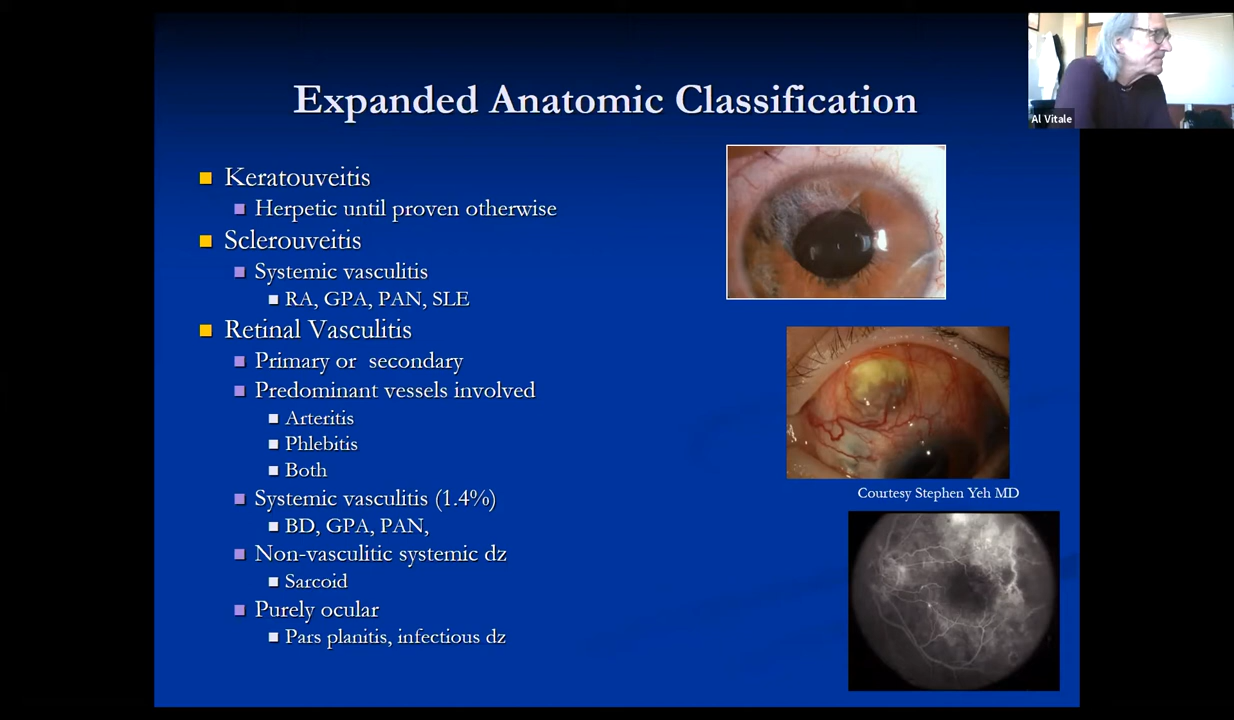 Expanded Anatomic Classification
Al Vitale
Keratouveitis
Herpetic until proven otherwise
Sclerouveitis
Systemic vasculitis
RA, GPA, PAN, SLE
Retinal Vasculitis
Primary or secondary
Predominant vessels involved
Arteritis
Phlebitis
Both
Systemic vasculitis (1.4%)
BD, GPA, PAN,
Non-vasculitic systemic dz
Sarcoid
Purely ocular
Pars planitis, infectious dz
Courtesy Stephen Yeh MD